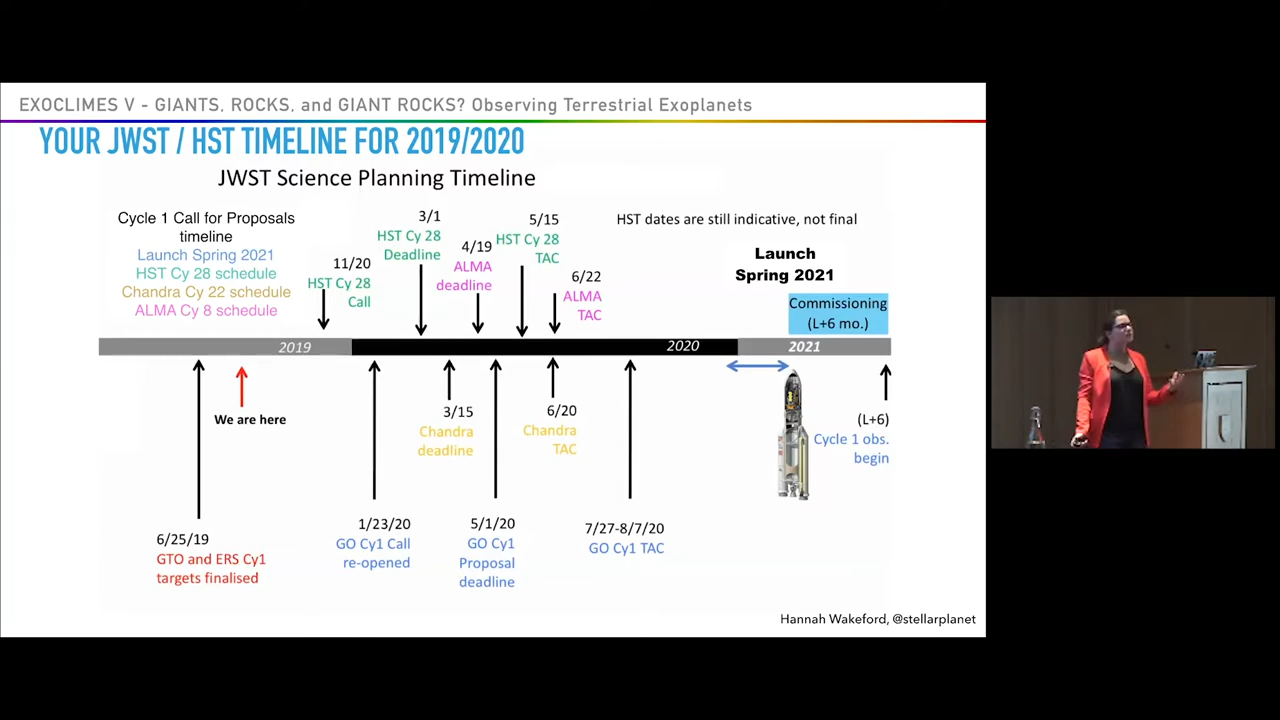 EXOCLIMES V - GIANTS, ROCKS, and GIANT ROCKS? Observing Terrestrial Exoplanets
YOUR JWST / HST TIMELINE FOR 2019/2020
JWST Science Planning Timeline
Cycle 1 Call for Proposals
timeline
Launch Spring 2021
HST Cy 28 schedule
Chandra Cy 22 schedule
ALMA Cy 8 schedule
11/20
HST Cy 28
Call
3/1
HST Cy 28
Deadline
4/19
ALMA
deadline
5/15
HST Cy 28
TAC
6/22
ALMA
TAC
HST dates are still indicative, not final
Launch
Spring 2021
Commissioning
(L+6 mo.)
2019
2020
2021
We are here
3/15
Chandra
deadline
6/20
Chandra
TAC
(L+6)
Cycle 1 obs.
begin
6/25/19
GTO and ERS Cy1
targets finalised
1/23/20
GO Cy1 Call
re-opened
5/1/20
GO Cy1
Proposal
deadline
7/27-8/7/20
GO Cy1 TAC
Hannah Wakeford, @stellarplanet